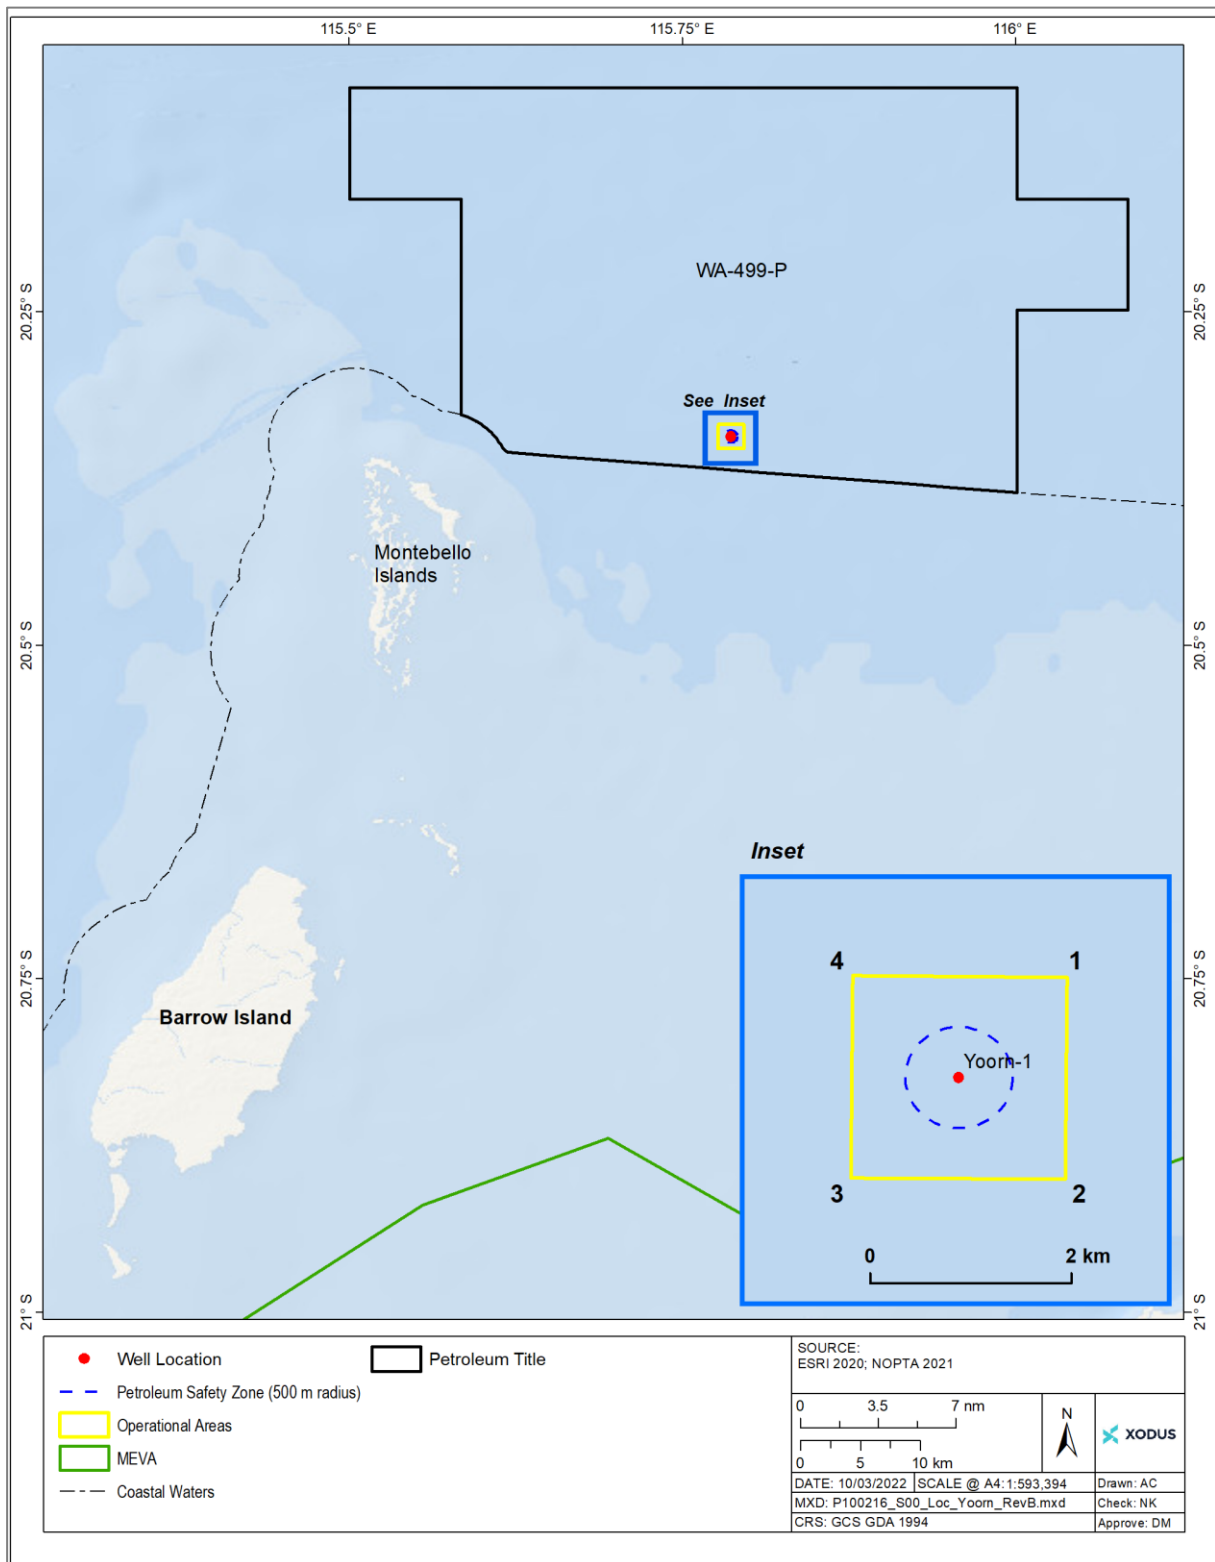 115.5° E
115.75° E
116° E
WA-499-P
20.25° S
20.25° S
See Inset
Montebello
Islands
20.5° S
20.5° S
Inset
4
1
20.75° S
20.75° S
Barrow Island
Yoorn-1
3
2
0
2 km
21° S
21° S
Well Location
Petroleum Title
Petroleum Safety Zone (500 m radius)
Operational Areas
MEVA
Coastal Waters
SOURCE:
ESRI 2020; NOPTA 2021
0 3.5 7 nm
0 5 10 km
N
XODUS
DATE: 10/03/2022
SCALE @ A4: 1:593,394
Drawn: AC
MXD: P100216_S00_Loc_Yoorn_RevB.mxd
Check: NK
CRS: GCS GDA 1994
Approve: DM